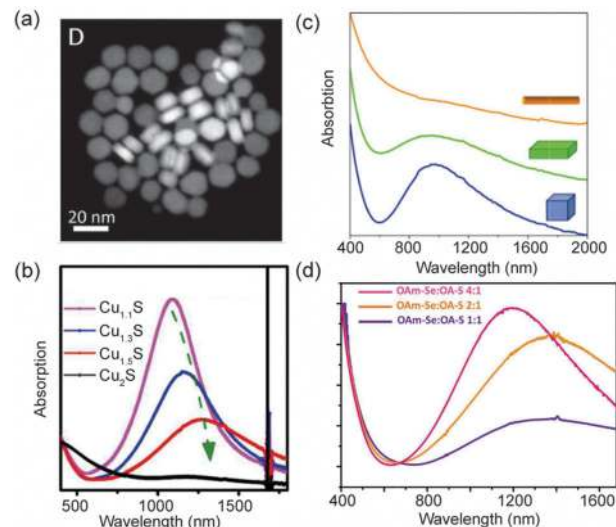 (a)
D
20 nm
(b)
Absorption
Cu1.1S
Cu1.3S
Cu1.5S
Cu2S
500
1000
1500
Wavelength (nm)
(c)
Absorbtion
400
800
1200
1600
2000
Wavelength (nm)
(d)
OAm-Se:OA-S 4:1
OAm-Se:OA-S 2:1
OAm-Se:OA-S 1:1
400
800
1200
1600
Wavelength (nm)